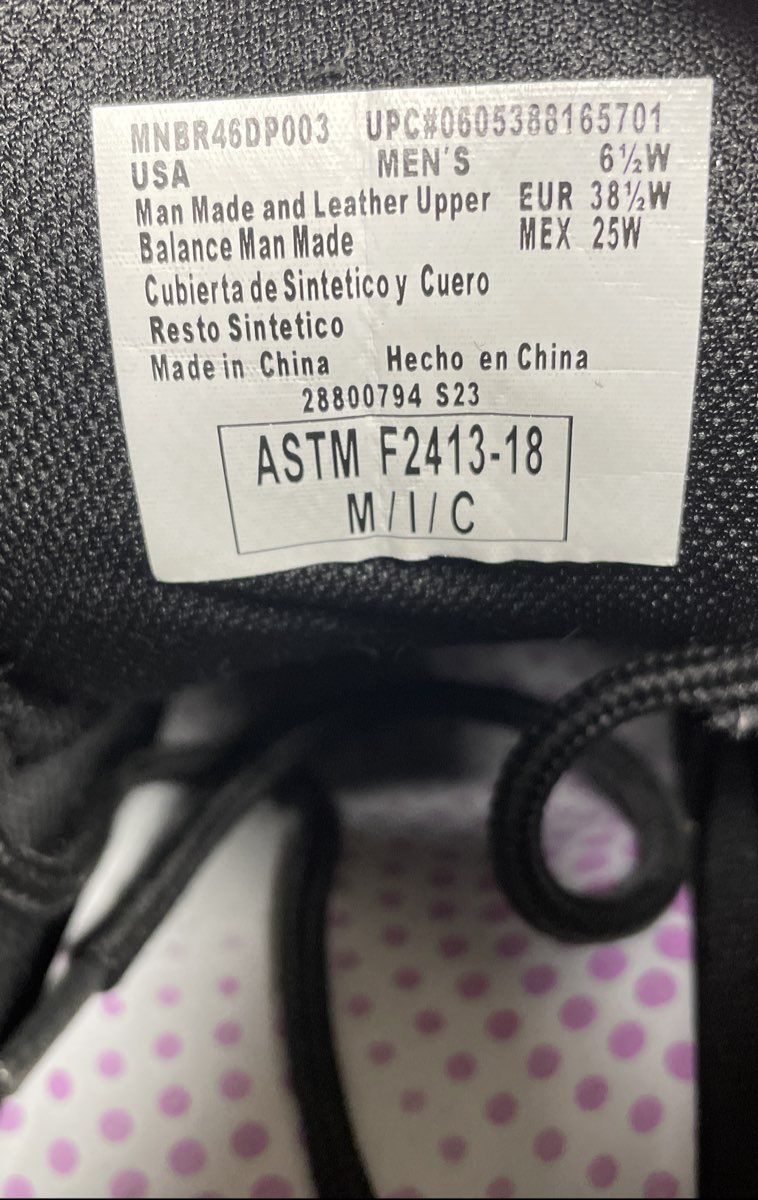 MNBR46DP003 UPC#0605388165701
USA MEN'S 6½W
Man Made and Leather Upper EUR 38½W
Balance Man Made MEX 25W
Cubierta de Sintetico y Cuero
Resto Sintetico
Made in China Hecho en China
28800794 S23
ASTM F2413-18
M/I/C